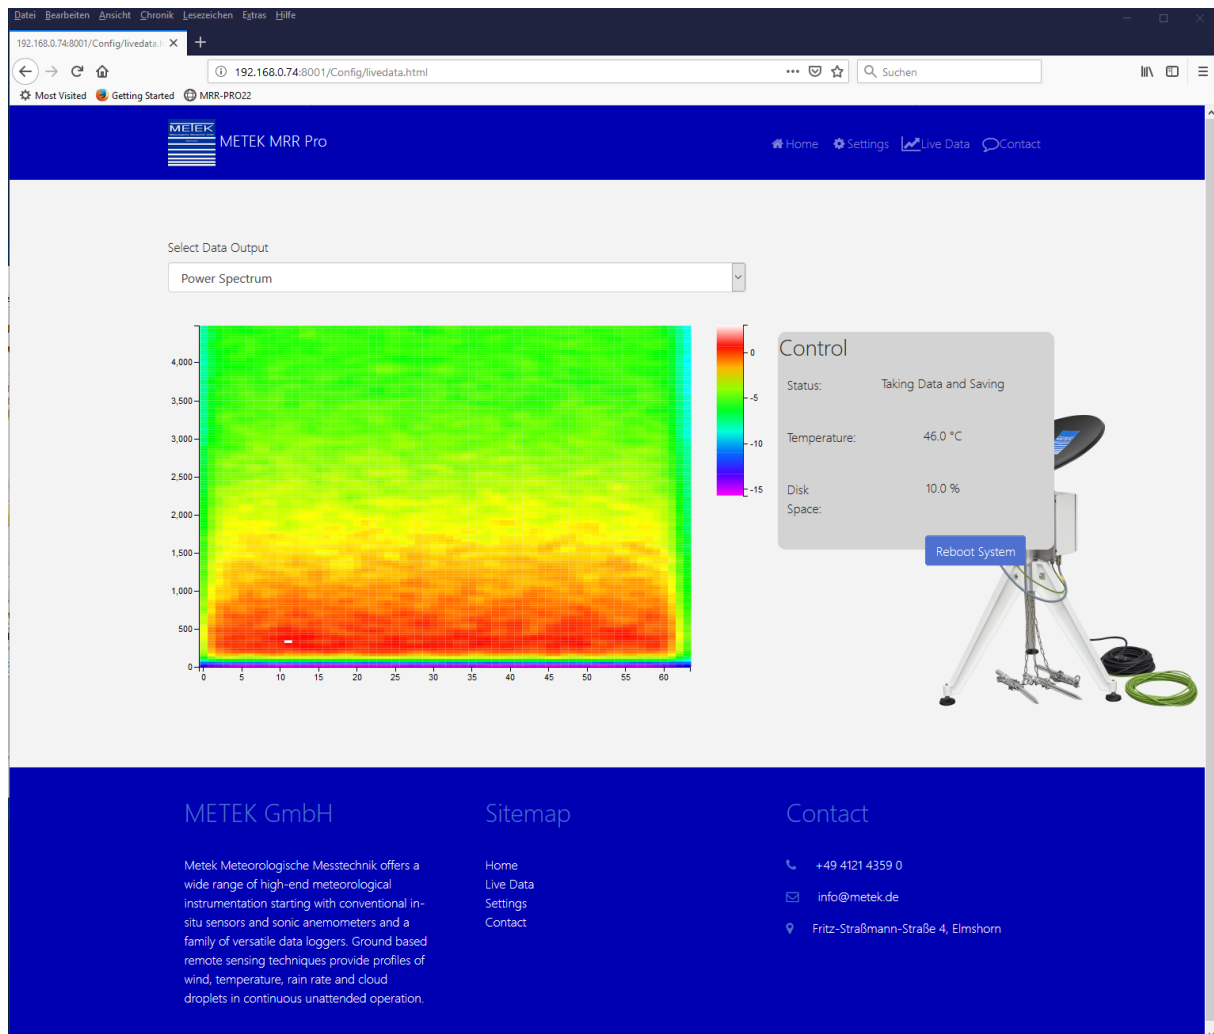 Datei Bearbeiten Ansicht Chronik Lesezeichen Extras Hilfe
192.168.0.74:8001/Config/livedata.h
192.168.0.74:8001/Config/livedata.html
Suchen
Most Visited Getting Started MRR-PRO22
METEK
METEK MRR Pro
Home Settings Live Data Contact
Select Data Output
Power Spectrum
4,000
3,500
3,000
2,500
2,000
1,500
1,000
500
0
0 5 10 15 20 25 30 35 40 45 50 55 60
0
-5
-10
-15
Control
Status: Taking Data and Saving
Temperature: 46.0 °C
Disk Space: 10.0 %
Reboot System
METEK GmbH
Metek Meteorologische Messtechnik offers a
wide range of high-end meteorological
instrumentation starting with conventional in-
situ sensors and sonic anemometers and a
family of versatile data loggers. Ground based
remote sensing techniques provide profiles of
wind, temperature, rain rate and cloud
droplets in continuous unattended operation.
Sitemap
Home
Live Data
Settings
Contact
Contact
+49 4121 4359 0
info@metek.de
Fritz-Straßmann-Straße 4, Elmshorn